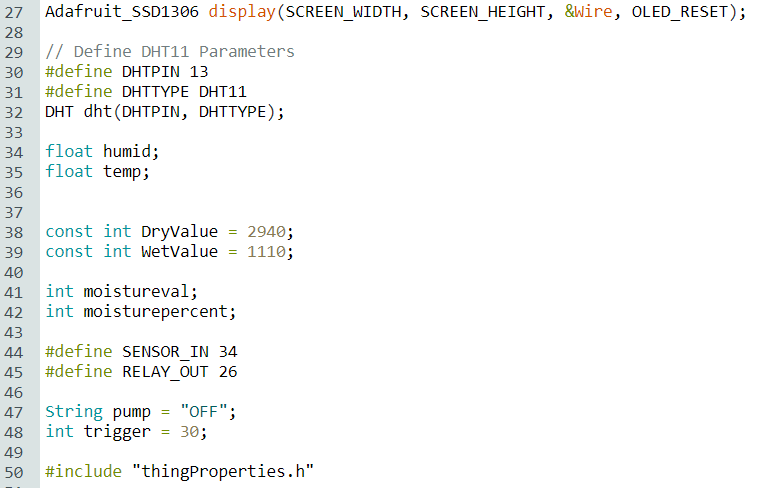 27 Adafruit_SSD1306 display(SCREEN_WIDTH, SCREEN_HEIGHT, &Wire, OLED_RESET);
28
29 // Define DHT11 Parameters
30 #define DHTPIN 13
31 #define DHTTYPE DHT11
32 DHT dht(DHTPIN, DHTTYPE);
33
34 float humid;
35 float temp;
36
37
38 const int DryValue = 2940;
39 const int WetValue = 1110;
40
41 int moistureval;
42 int moisturepercent;
43
44 #define SENSOR_IN 34
45 #define RELAY_OUT 26
46
47 String pump = "OFF";
48 int trigger = 30;
49
50 #include "thingProperties.h"